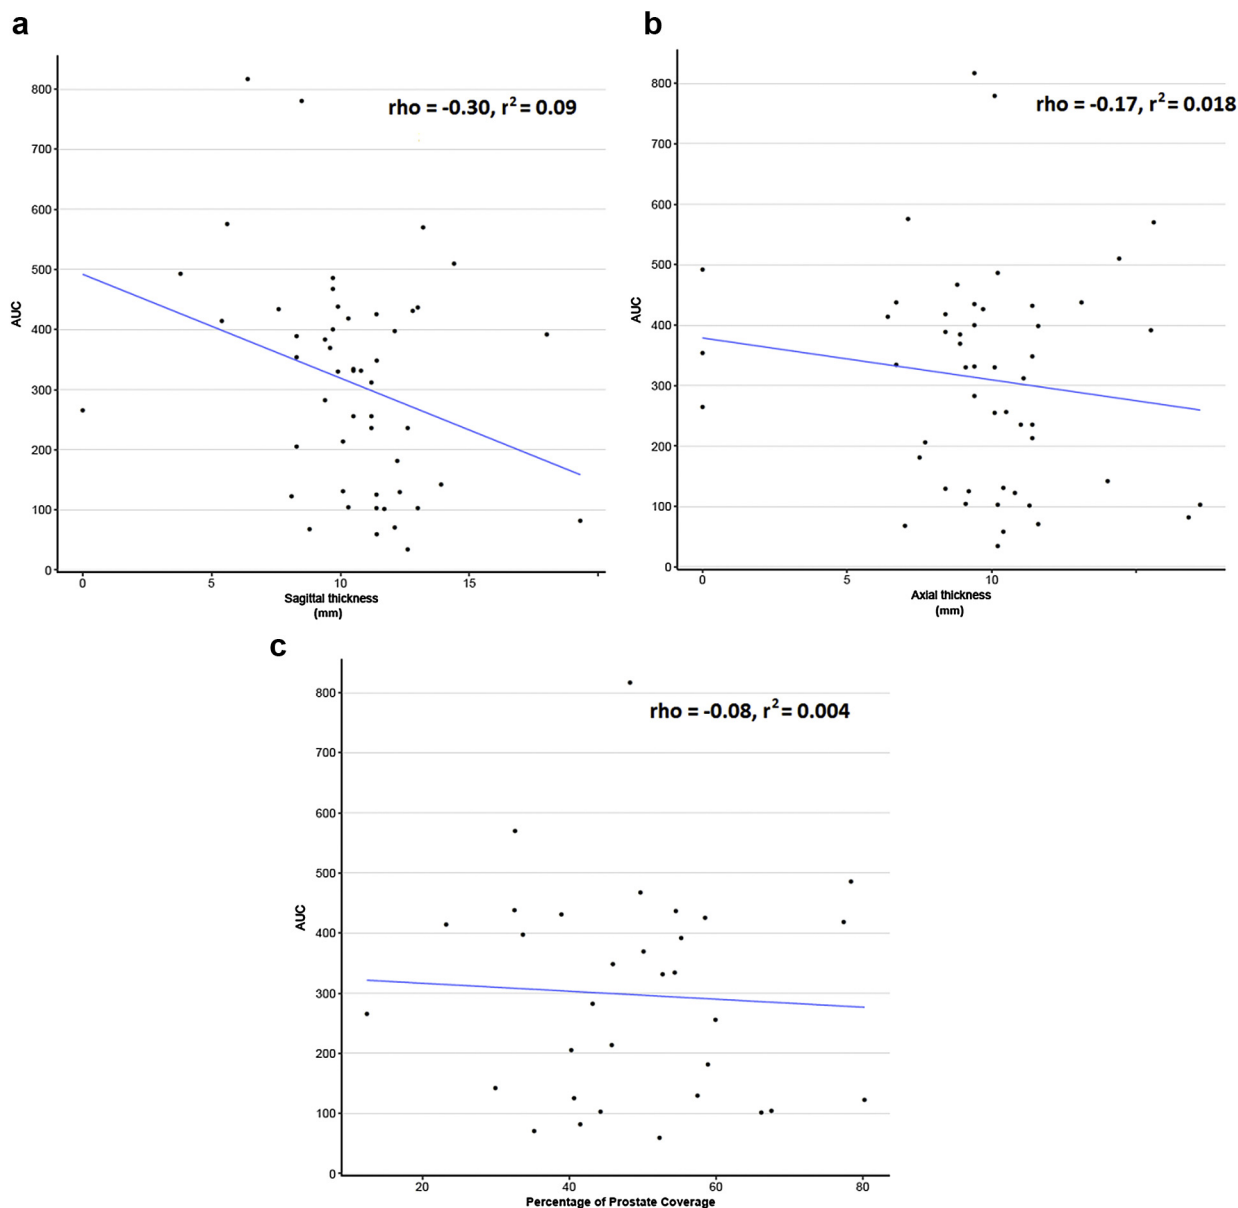 a
rho = -0.30, r² = 0.09
800
700
600
500
400
300
200
100
0
AUC
0 5 10 15
Sagittal thickness
(mm)
b
rho = -0.17, r² = 0.018
800
700
600
500
400
300
200
100
0
AUC
0 5 10
Axial thickness
(mm)
c
rho = -0.08, r² = 0.004
800
700
600
500
400
300
200
100
0
AUC
20 40 60 80
Percentage of Prostate Coverage